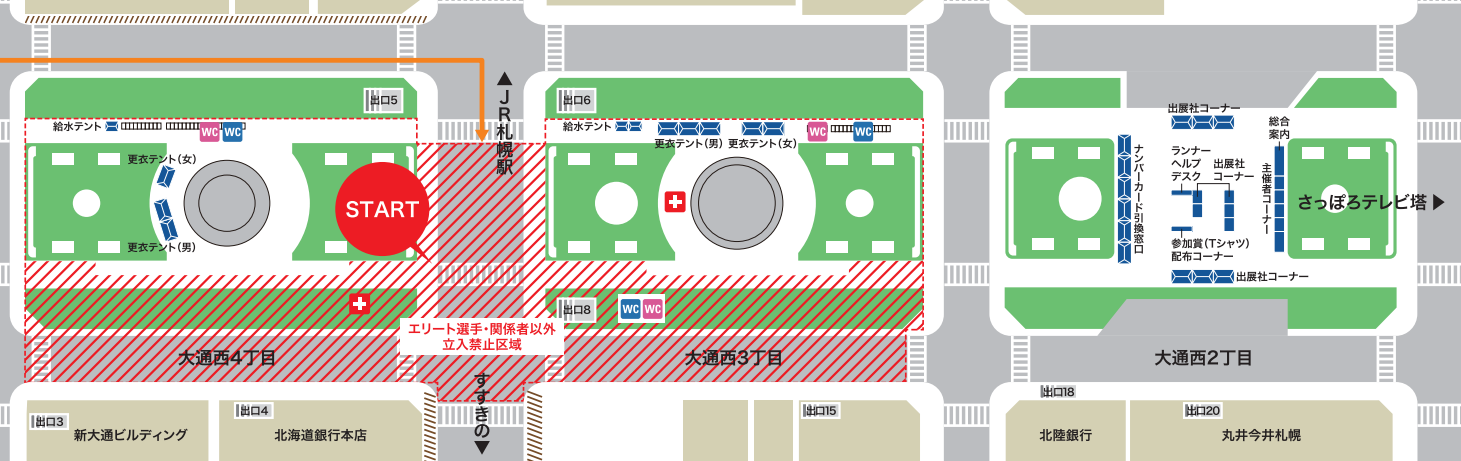 ▲JR札幌駅
出口5
給水テント
WC
WC
更衣テント(女)
更衣テント(男)
START
大通西4丁目
エリート選手・関係者以外
立入禁止区域
すすきの▼
出口3
新大通ビルディング
出口4
北海道銀行本店
出口6
給水テント
更衣テント(男)
更衣テント(女)
WC
WC
出口8
WC
WC
大通西3丁目
出口15
出展社コーナー
総合
案内
ナンバーカード引換窓口
ランナー
ヘルプ
デスク
出展社
コーナー
主催者コーナー
さっぽろテレビ塔▶
参加賞(Tシャツ)
配布コーナー
出展社コーナー
大通西2丁目
出口18
北陸銀行
出口20
丸井今井札幌